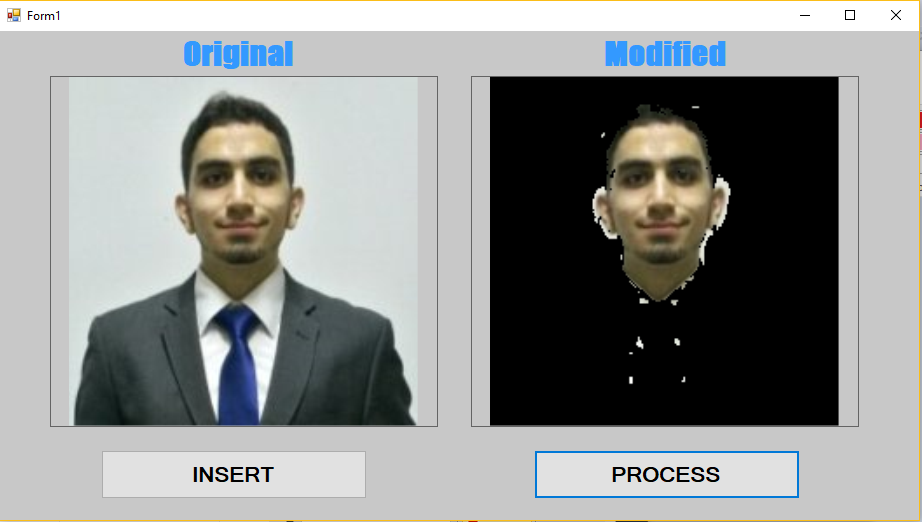 Form1
Original
Modified
INSERT
PROCESS